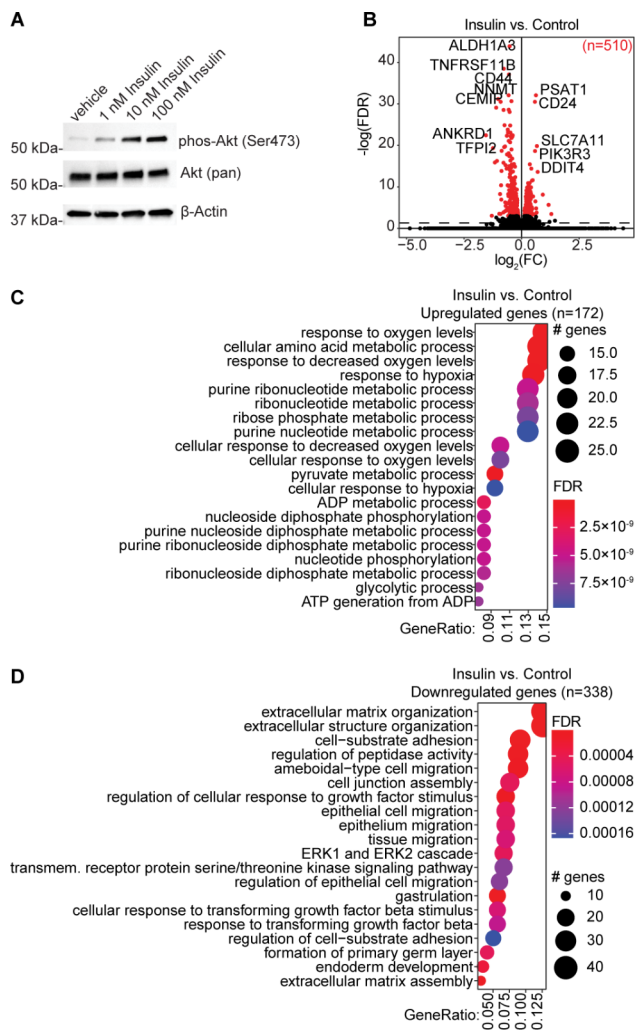 A
vehicle
1 nM Insulin
10 nM Insulin
100 nM Insulin
50 kDa-
phos-Akt (Ser473)
50 kDa-
Akt (pan)
37 kDa-
β-Actin
B
Insulin vs. Control
(n=510)
ALDH1A3
TNFRSF11B
CD44
NNMT
CEMIP
PSAT1
CD24
ANKRD1
TFPI2
SLC7A11
PIK3R3
DDIT4
-log(FDR)
40
30
20
10
0
−5.0
−2.5
0.0
2.5
log2(FC)
C
Insulin vs. Control
Upregulated genes (n=172)
response to oxygen levels
cellular amino acid metabolic process
response to decreased oxygen levels
response to hypoxia
purine ribonucleotide metabolic process
ribonucleotide metabolic process
ribose phosphate metabolic process
purine nucleotide metabolic process
cellular response to decreased oxygen levels
cellular response to oxygen levels
pyruvate metabolic process
cellular response to hypoxia
ADP metabolic process
nucleoside diphosphate phosphorylation
purine nucleoside diphosphate metabolic process
purine ribonucleoside diphosphate metabolic process
nucleotide phosphorylation
ribonucleoside diphosphate metabolic process
glycolytic process
ATP generation from ADP
GeneRatio:
0.09
0.11
0.13
0.15
# genes
15.0
17.5
20.0
22.5
25.0
FDR
2.5×10-9
5.0×10-9
7.5×10-9
D
Insulin vs. Control
Downregulated genes (n=338)
extracellular matrix organization
extracellular structure organization
cell-substrate adhesion
regulation of peptidase activity
ameboidal−type cell migration
cell junction assembly
regulation of cellular response to growth factor stimulus
epithelial cell migration
epithelium migration
tissue migration
ERK1 and ERK2 cascade
transmem. receptor protein serine/threonine kinase signaling pathway
regulation of epithelial cell migration
gastrulation
cellular response to transforming growth factor beta stimulus
response to transforming growth factor beta
regulation of cell−substrate adhesion
formation of primary germ layer
endoderm development
extracellular matrix assembly
GeneRatio:
0.050
0.075
0.100
0.125
FDR
0.00004
0.00008
0.00012
0.00016
# genes
10
20
30
40